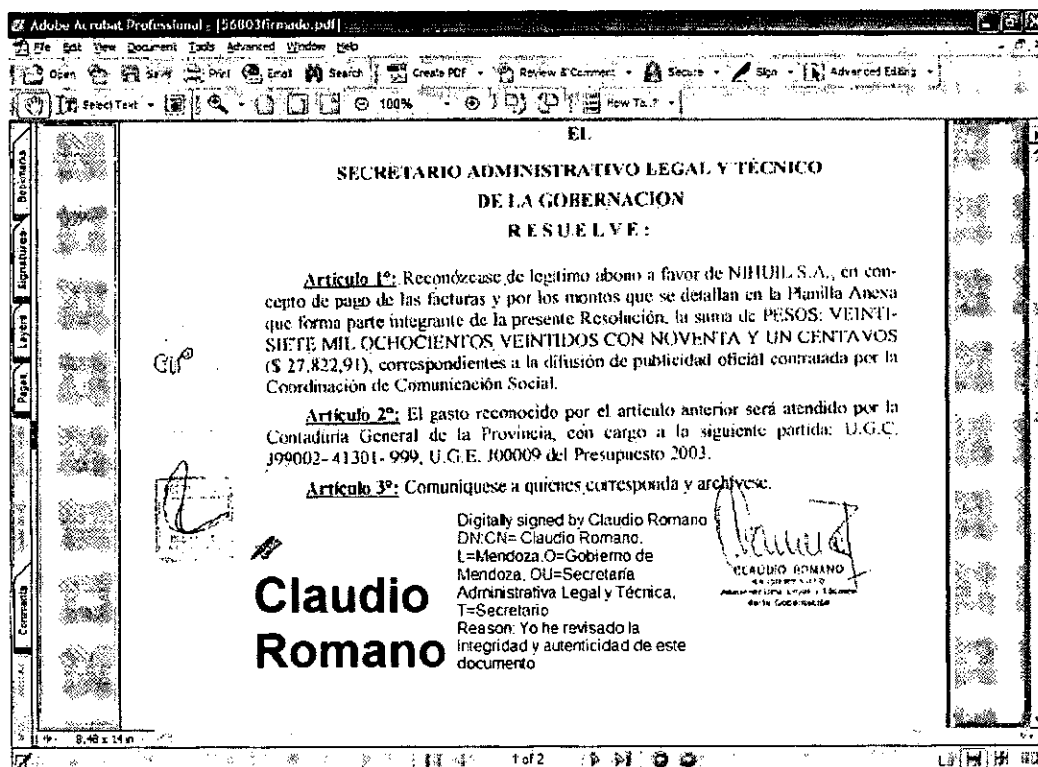 Adobe Acrobat Professional - [56803firmado.pdf]
File Edit View Document Tools Advanced Window Help
Open Save Print Email Search Create PDF Review & Comment Secure Sign Advanced Editing
Select Text 100% How To..?
Bookmarks
Signatures
Layers
Pages
Comments
EL
SECRETARIO ADMINISTRATIVO LEGAL Y TÉCNICO
DE LA GOBERNACION
R E S U E L V E :
Artículo 1º: Reconózcase de legítimo abono a favor de NIHUIL S.A., en con-
cepto de pago de las facturas y por los montos que se detallan en la Planilla Anexa
que forma parte integrante de la presente Resolución, la suma de PESOS: VEINTI-
SIETE MIL OCHOCIENTOS VEINTIDOS CON NOVENTA Y UN CENTAVOS
($ 27.822,91), correspondientes a la difusión de publicidad oficial contratada por la
Coordinación de Comunicación Social.
Artículo 2º: El gasto reconocido por el artículo anterior será atendido por la
Contaduría General de la Provincia, con cargo a la siguiente partida: U.G.C.
J99002- 41301- 999, U.G.E. J00009 del Presupuesto 2003.
Artículo 3º: Comuníquese a quienes corresponda y archívese.
Claudio
Romano
Digitally signed by Claudio Romano
DN:CN= Claudio Romano,
L=Mendoza,O=Gobierno de
Mendoza, OU=Secretaría
Administrativa Legal y Técnica,
T=Secretario
Reason: Yo he revisado la
integridad y autenticidad de este
documento
CLAUDIO ROMANO
Administrativo Legal y Técnico
de la Gobernación
8,48 x 14 in
1 of 2